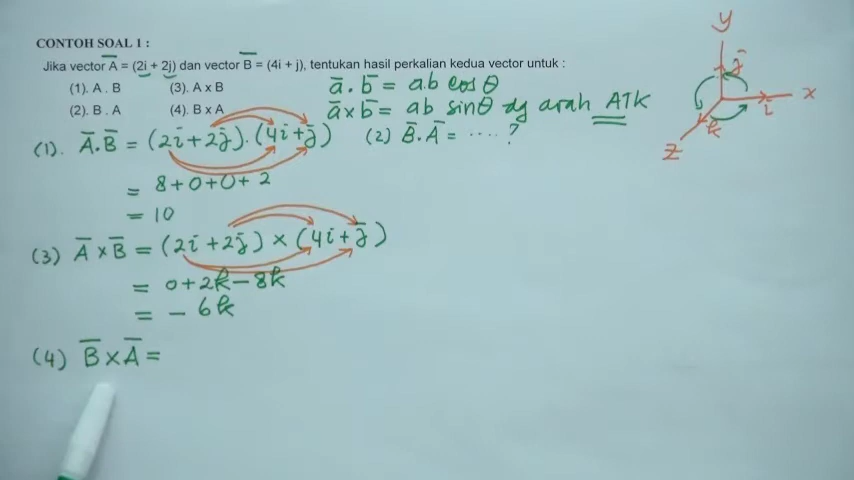 CONTOH SOAL 1 :
Jika vector A̅ = (2i + 2j) dan vector B̅ = (4i + j), tentukan hasil perkalian kedua vector untuk :
(1). A . B (3). A x B
(2). B . A (4). B x A
a̅ . b̅ = a.b cos θ
a̅ x b̅ = ab sin θ dg arah ATK
(1). A̅.B̅ = (2i̅+2j̅).(4i̅+j̅) (2) B̅.A̅ = .... ?
= 8+0+0+2
= 10
(3) A̅ x B̅ = (2i̅ +2j̅) x (4i̅+j̅)
= 0+2k-8k
= - 6k
(4) B̅ x A̅ =
y
j̅
x
i̅
k
z